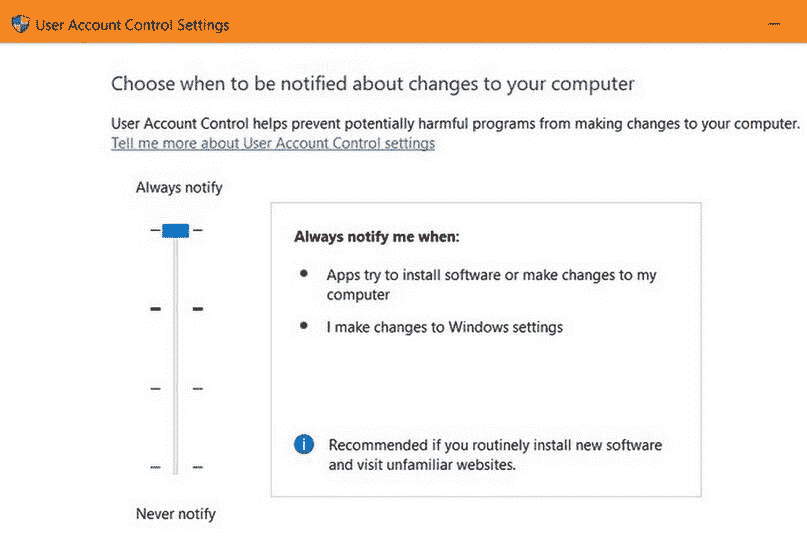 User Account Control Settings
Choose when to be notified about changes to your computer
User Account Control helps prevent potentially harmful programs from making changes to your computer.
Tell me more about User Account Control settings
Always notify
Always notify me when:
Apps try to install software or make changes to my
computer
I make changes to Windows settings
Recommended if you routinely install new software
and visit unfamiliar websites.
Never notify